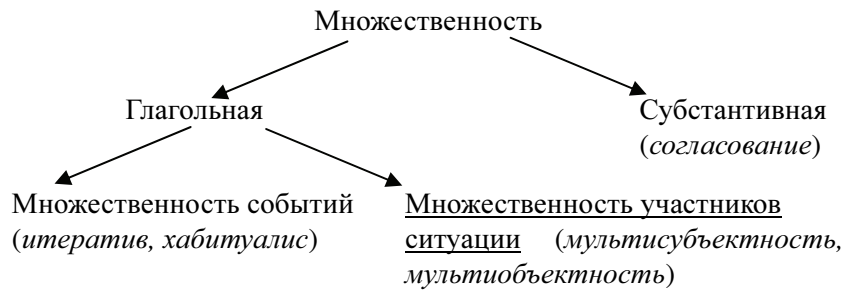 Множественность
Глагольная Субстантивная
(согласование)
Множественность событий Множественность участников
(итератив, хабитуалис) ситуации (мультисубъектность,
мультиобъектность)